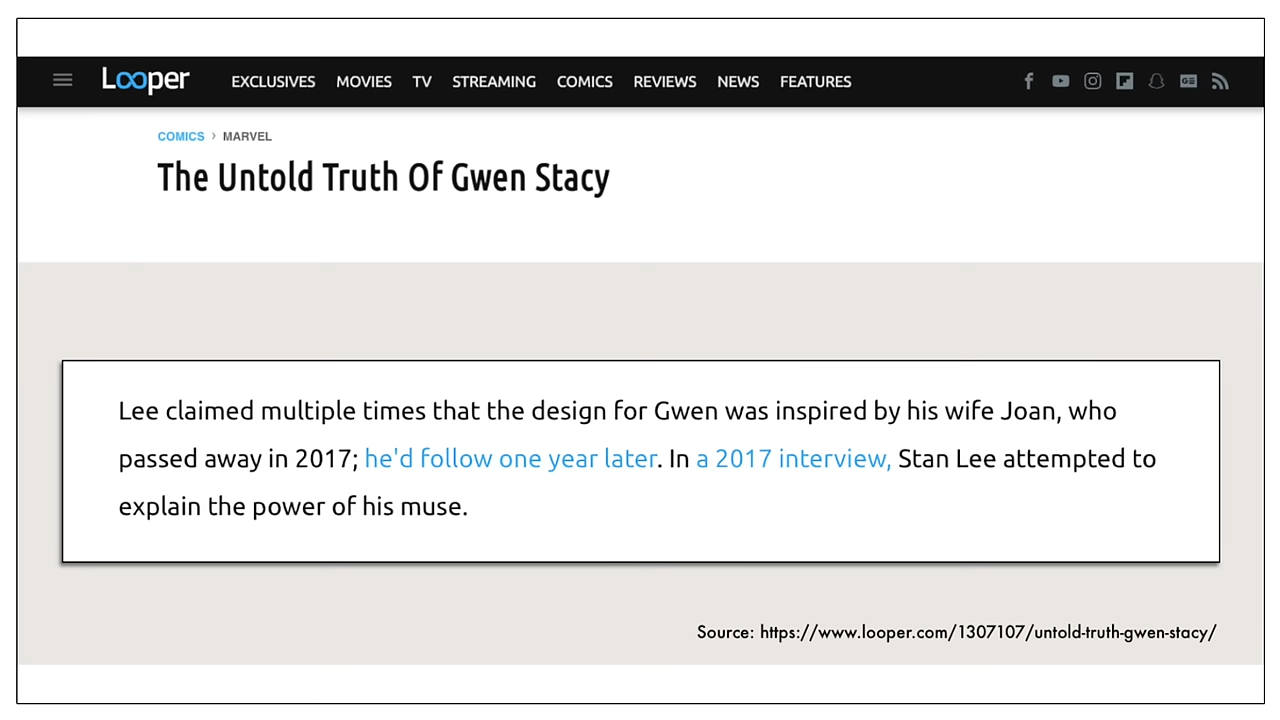 Looper EXCLUSIVES MOVIES TV STREAMING COMICS REVIEWS NEWS FEATURES
COMICS › MARVEL
The Untold Truth Of Gwen Stacy
Lee claimed multiple times that the design for Gwen was inspired by his wife Joan, who
passed away in 2017; he'd follow one year later. In a 2017 interview, Stan Lee attempted to
explain the power of his muse.
Source: https://www.looper.com/1307107/untold-truth-gwen-stacy/